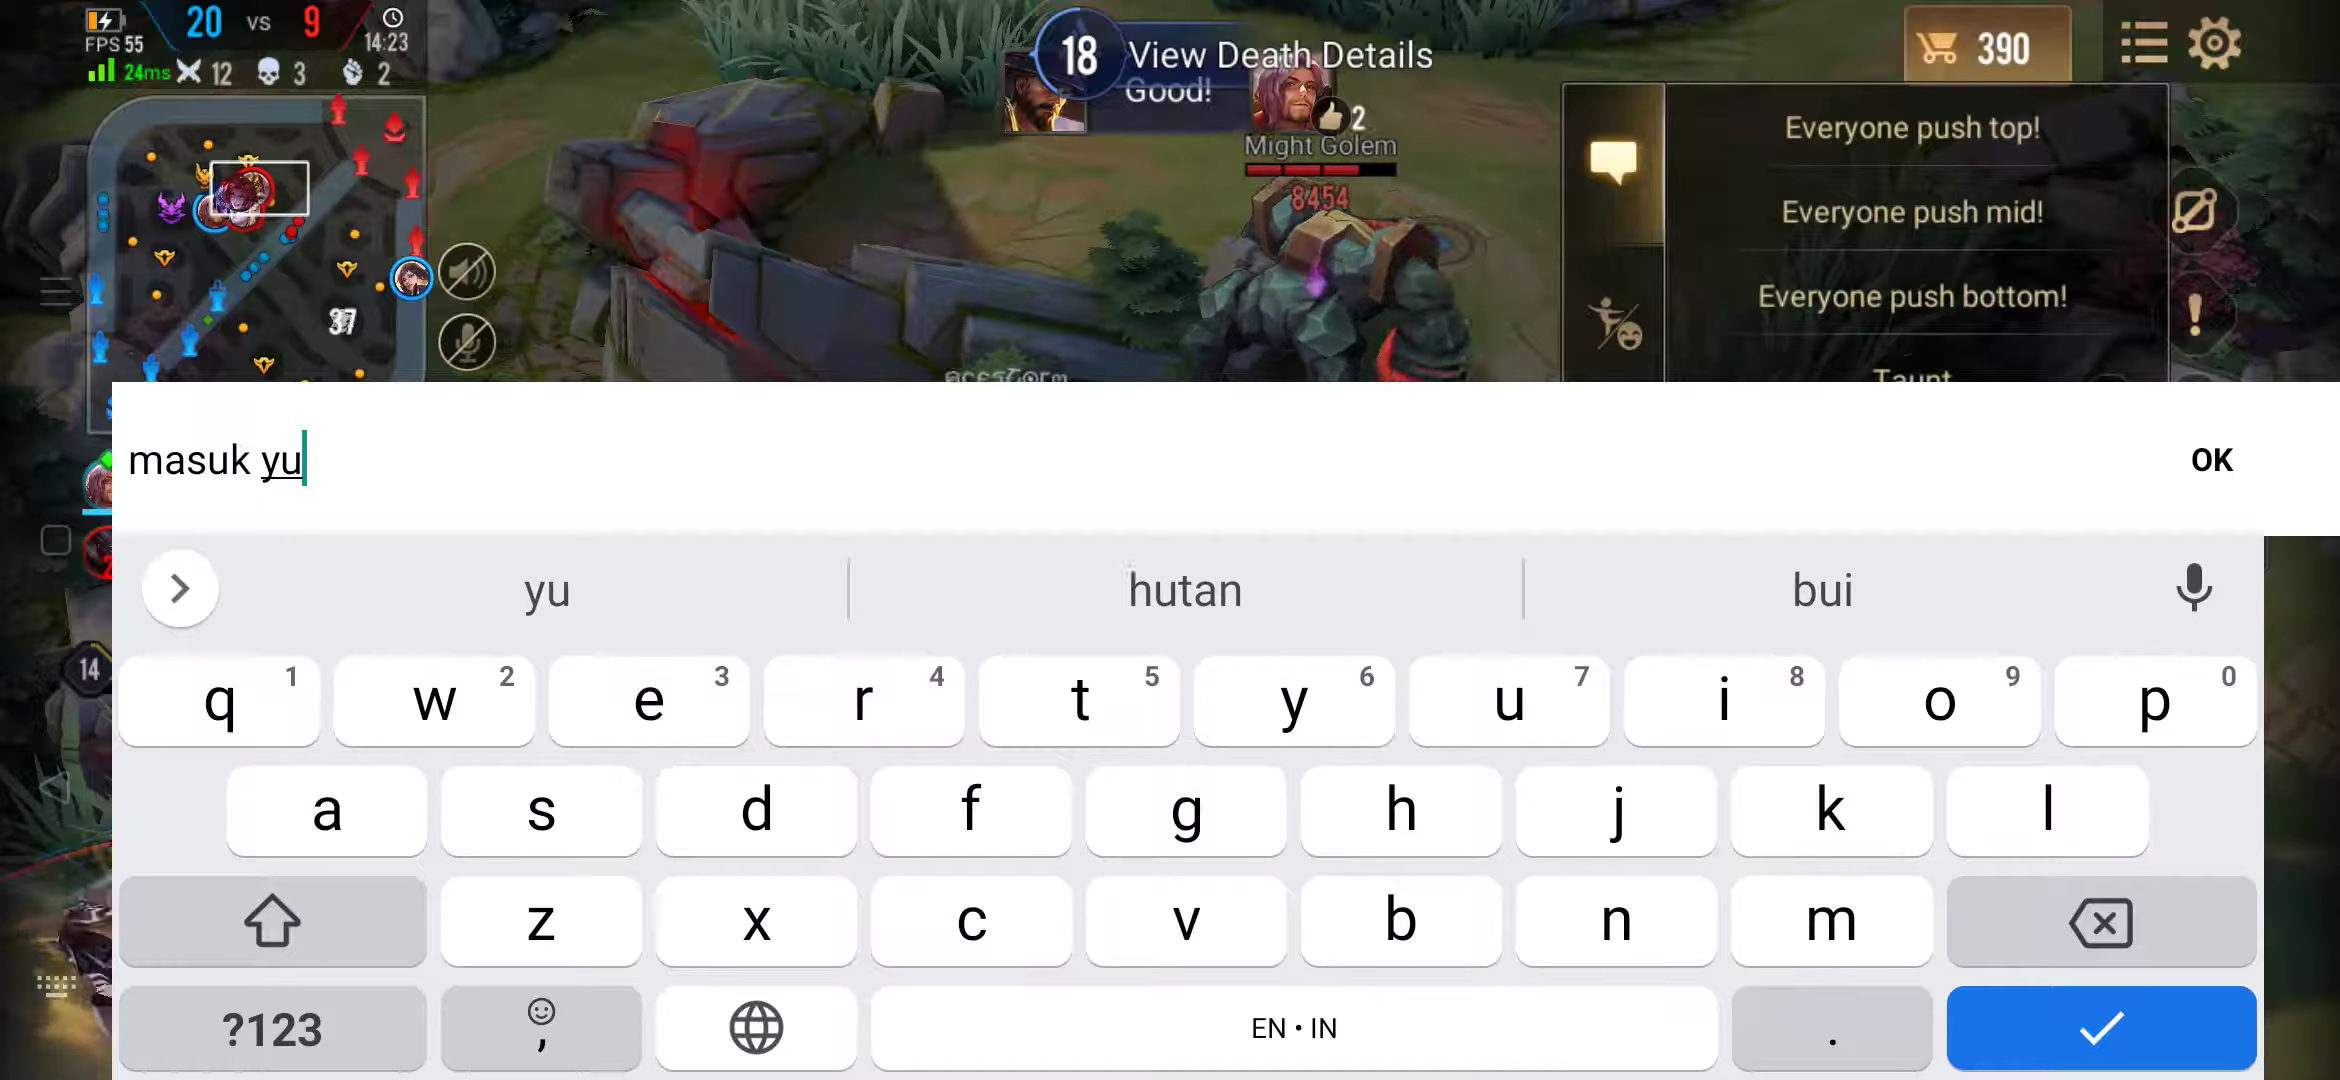 20 vs 9
FPS 55
14:23
24ms
12
3
2
18
View Death Details
Good!
2
Might Golem
8454
390
Everyone push top!
Everyone push mid!
Everyone push bottom!
Taunt
37
14
masuk yu
OK
yu
hutan
bui
q 1
w 2
e 3
r 4
t 5
y 6
u 7
i 8
o 9
p 0
a s d f g h j k l
z x c v b n m
?123
,
EN • IN
.